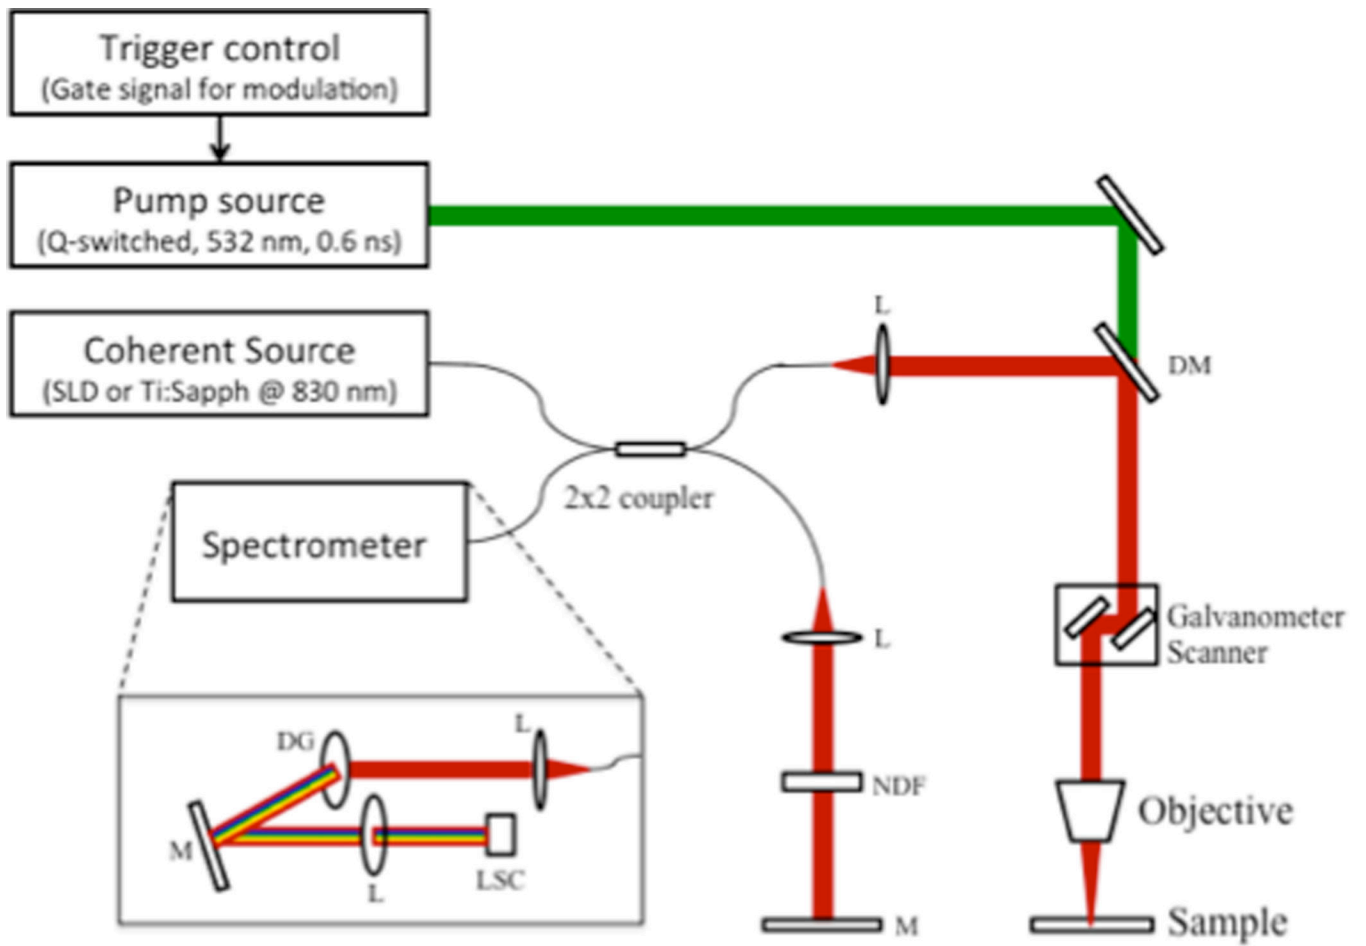 Trigger control
(Gate signal for modulation)
Pump source
(Q-switched, 532 nm, 0.6 ns)
L
Coherent Source
(SLD or Ti:Sapph @ 830 nm)
DM
2x2 coupler
Spectrometer
Galvanometer
Scanner
L
L
DG
NDF
Objective
M
L
LSC
M
Sample